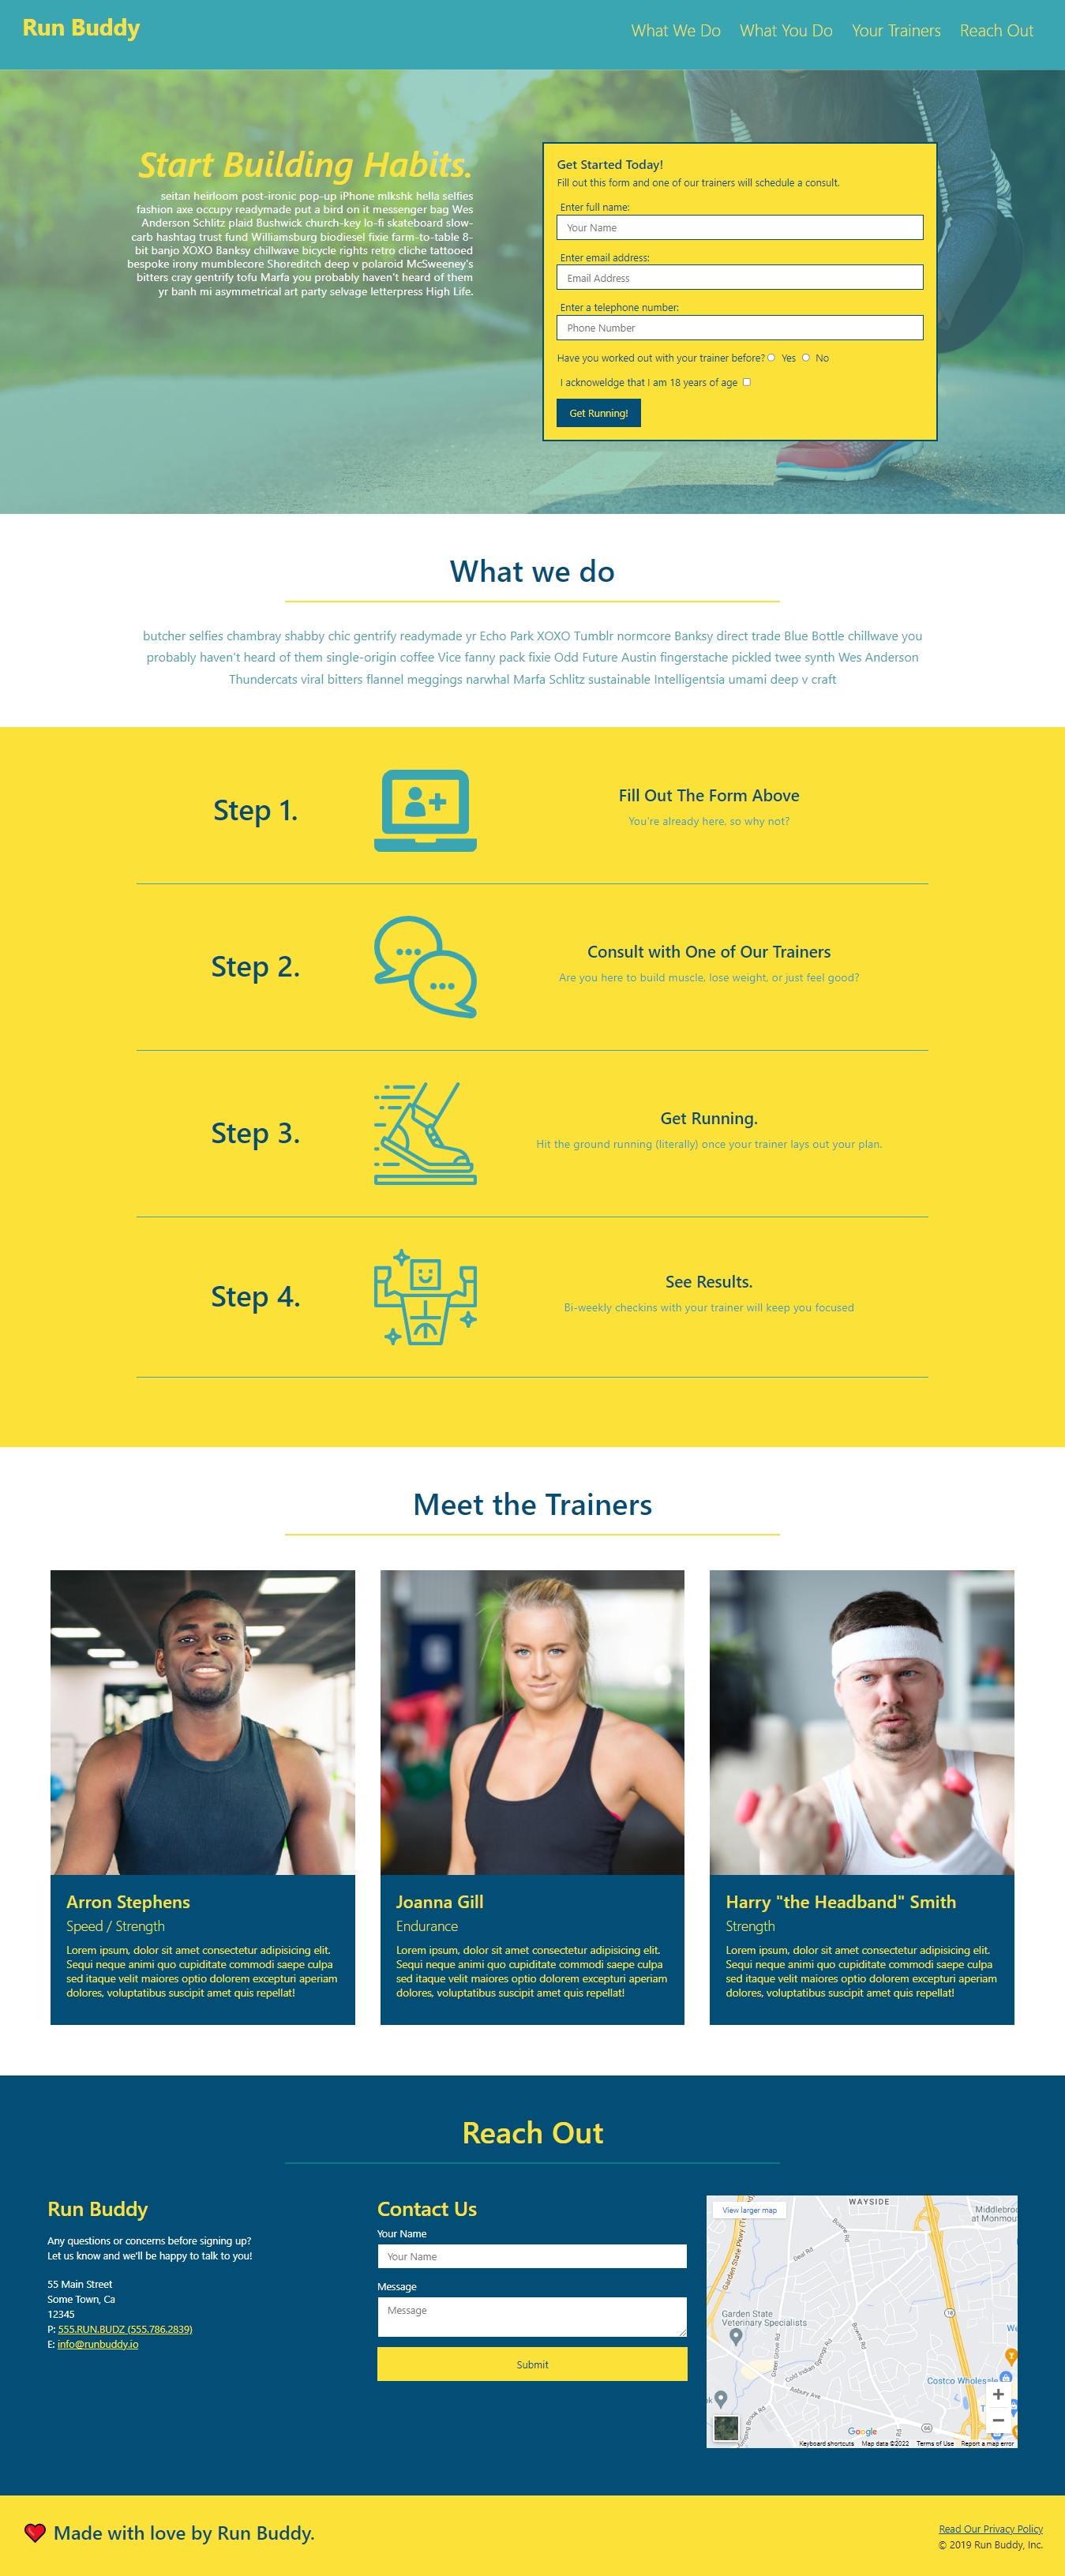 Run Buddy
What We Do
What You Do
Your Trainers
Reach Out
Start Building Habits.
seitan heirloom post-ironic pop-up iPhone mlkshk hella selfies
fashion axe occupy readymade put a bird on it messenger bag Wes
Anderson Schlitz plaid Bushwick church-key lo-fi skateboard slow-
carb hashtag trust fund Williamsburg biodiesel fixie farm-to-table 8-
bit banjo XOXO Banksy chillwave bicycle rights retro cliche tattooed
bespoke irony mumblecore Shoreditch deep v polaroid McSweeney's
bitters cray gentrify tofu Marfa you probably haven't heard of them
yr banh mi asymmetrical art party selvage letterpress High Life.
Get Started Today!
Fill out this form and one of our trainers will schedule a consult.
Enter full name:
Your Name
Enter email address:
Email Address
Enter a telephone number:
Phone Number
Have you worked out with your trainer before? Yes No
I acknoweldge that I am 18 years of age
Get Running!
What we do
butcher selfies chambray shabby chic gentrify readymade yr Echo Park XOXO Tumblr normcore Banksy direct trade Blue Bottle chillwave you
probably haven't heard of them single-origin coffee Vice fanny pack fixie Odd Future Austin fingerstache pickled twee synth Wes Anderson
Thundercats viral bitters flannel meggings narwhal Marfa Schlitz sustainable Intelligentsia umami deep v craft
Step 1.
Fill Out The Form Above
You're already here, so why not?
Step 2.
Consult with One of Our Trainers
Are you here to build muscle, lose weight, or just feel good?
Step 3.
Get Running.
Hit the ground running (literally) once your trainer lays out your plan.
Step 4.
See Results.
Bi-weekly checkins with your trainer will keep you focused
Meet the Trainers
Arron Stephens
Speed / Strength
Lorem ipsum, dolor sit amet consectetur adipisicing elit.
Sequi neque animi quo cupiditate commodi saepe culpa
sed itaque velit maiores optio dolorem excepturi aperiam
dolores, voluptatibus suscipit amet quis repellat!
Joanna Gill
Endurance
Lorem ipsum, dolor sit amet consectetur adipisicing elit.
Sequi neque animi quo cupiditate commodi saepe culpa
sed itaque velit maiores optio dolorem excepturi aperiam
dolores, voluptatibus suscipit amet quis repellat!
Harry "the Headband" Smith
Strength
Lorem ipsum, dolor sit amet consectetur adipisicing elit.
Sequi neque animi quo cupiditate commodi saepe culpa
sed itaque velit maiores optio dolorem excepturi aperiam
dolores, voluptatibus suscipit amet quis repellat!
Reach Out
Run Buddy
Any questions or concerns before signing up?
Let us know and we'll be happy to talk to you!
55 Main Street
Some Town, Ca
12345
P: 555.RUN.BUDZ (555.786.2839)
E: info@runbuddy.io
Contact Us
Your Name
Your Name
Message
Message
Submit
View larger map
WAYSIDE
Middlebro
at Monmou
Bowne Rd
Deal Rd
Garden State Pkwy
18
Garden State
Veterinary Specialists
Bowne Rd
Green Grove Rd
Cold Indian Springs Rd
Asbury Ave
Costco Wholesale
66
Google
Keyboard shortcuts
Map data ©2022
Terms of Use
Report a map error
Made with love by Run Buddy.
Read Our Privacy Policy
© 2019 Run Buddy, Inc.